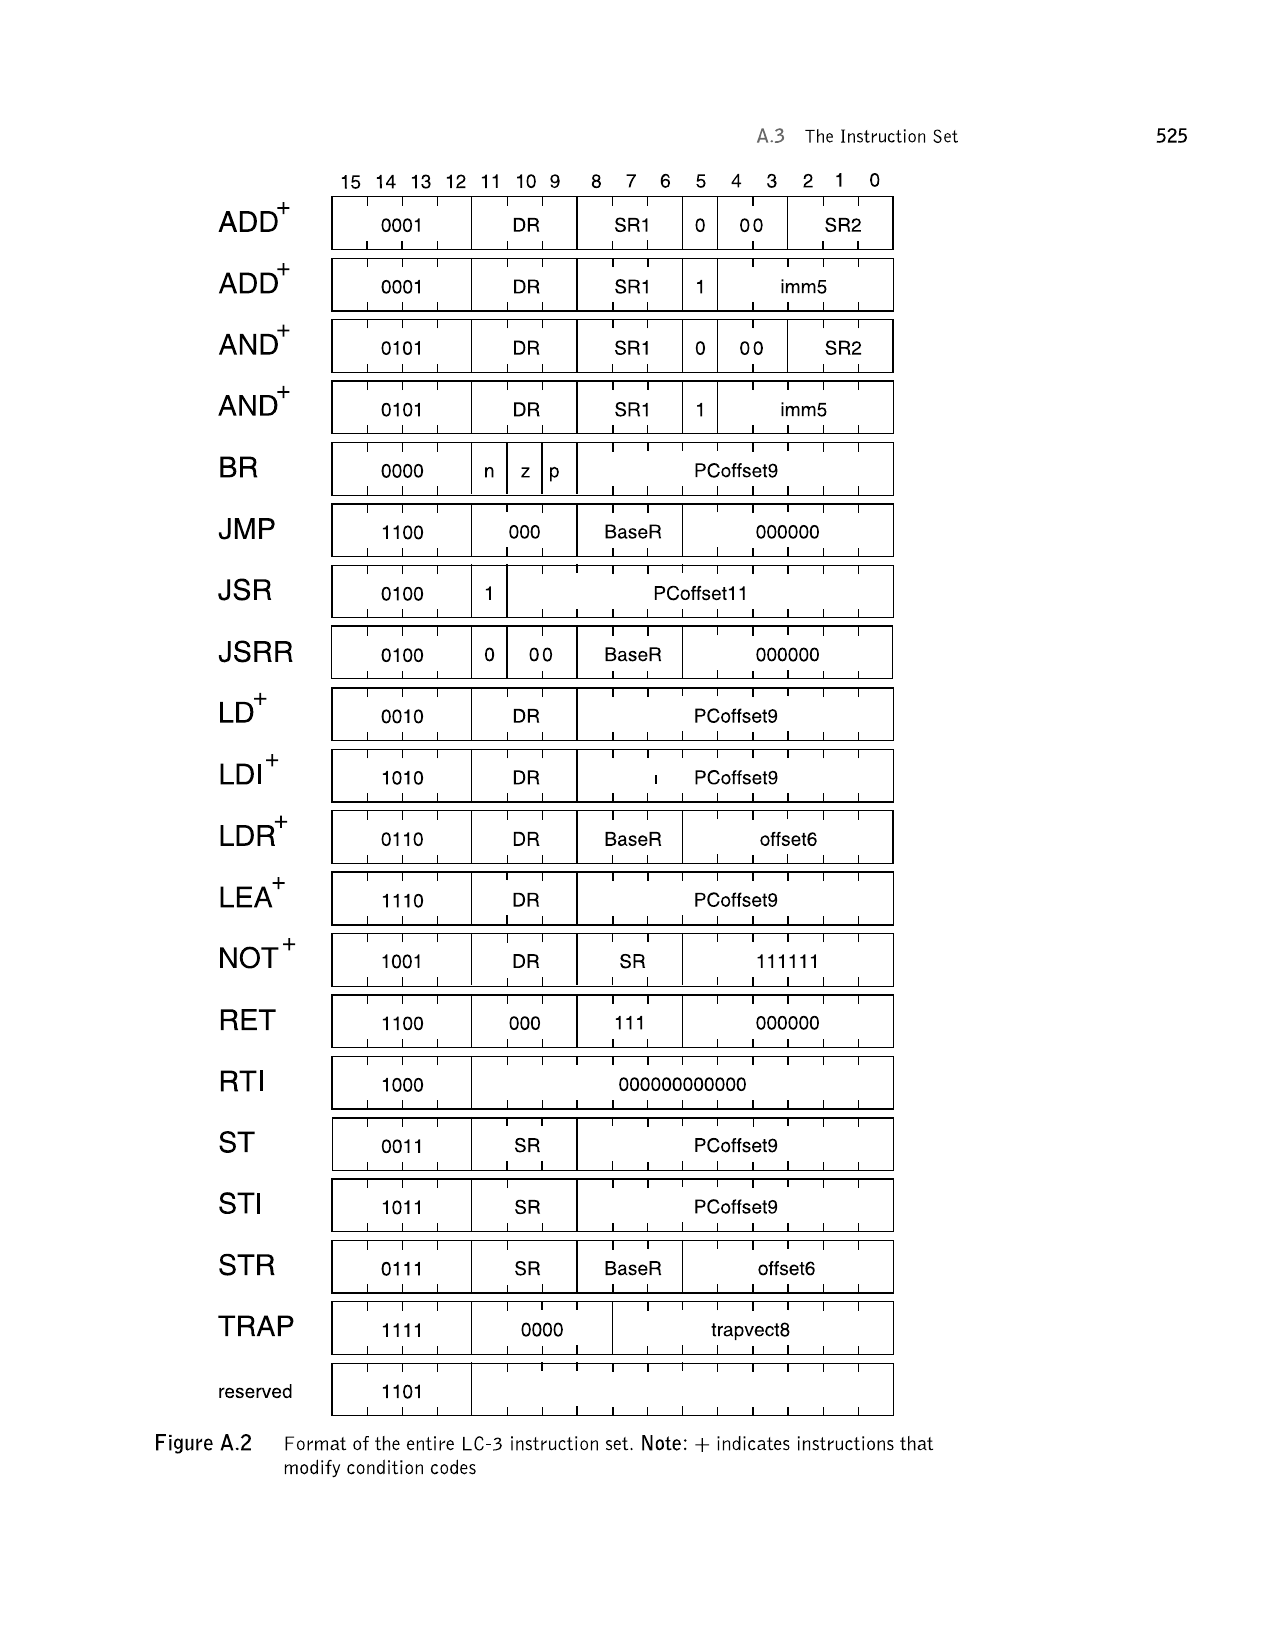 A.3 The Instruction Set 525
15 14 13 12 11 10 9 8 7 6 5 4 3 2 1 0
ADD+ 0001 DR SR1 0 00 SR2
ADD+ 0001 DR SR1 1 imm5
AND+ 0101 DR SR1 0 00 SR2
AND+ 0101 DR SR1 1 imm5
BR 0000 n z p PCoffset9
JMP 1100 000 BaseR 000000
JSR 0100 1 PCoffset11
JSRR 0100 0 00 BaseR 000000
LD+ 0010 DR PCoffset9
LDI+ 1010 DR PCoffset9
LDR+ 0110 DR BaseR offset6
LEA+ 1110 DR PCoffset9
NOT+ 1001 DR SR 111111
RET 1100 000 111 000000
RTI 1000 000000000000
ST 0011 SR PCoffset9
STI 1011 SR PCoffset9
STR 0111 SR BaseR offset6
TRAP 1111 0000 trapvect8
reserved 1101
Figure A.2 Format of the entire LC-3 instruction set. Note: + indicates instructions that
modify condition codes